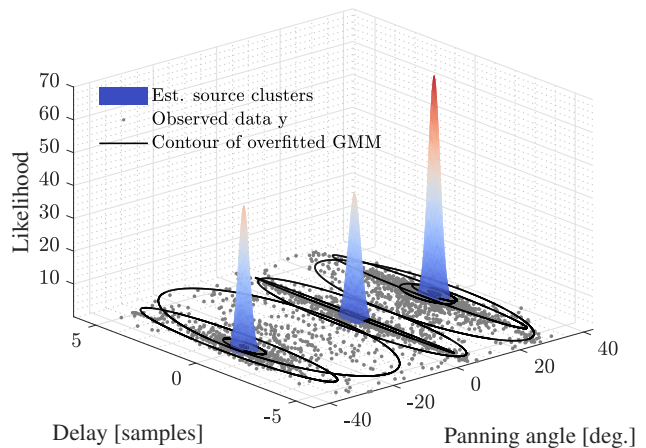 70
60
50
40
30
20
10
Likelihood
Est. source clusters
Observed data y
Contour of overfitted GMM
5
0
-5
Delay [samples]
-40
-20
0
20
40
Panning angle [deg.]